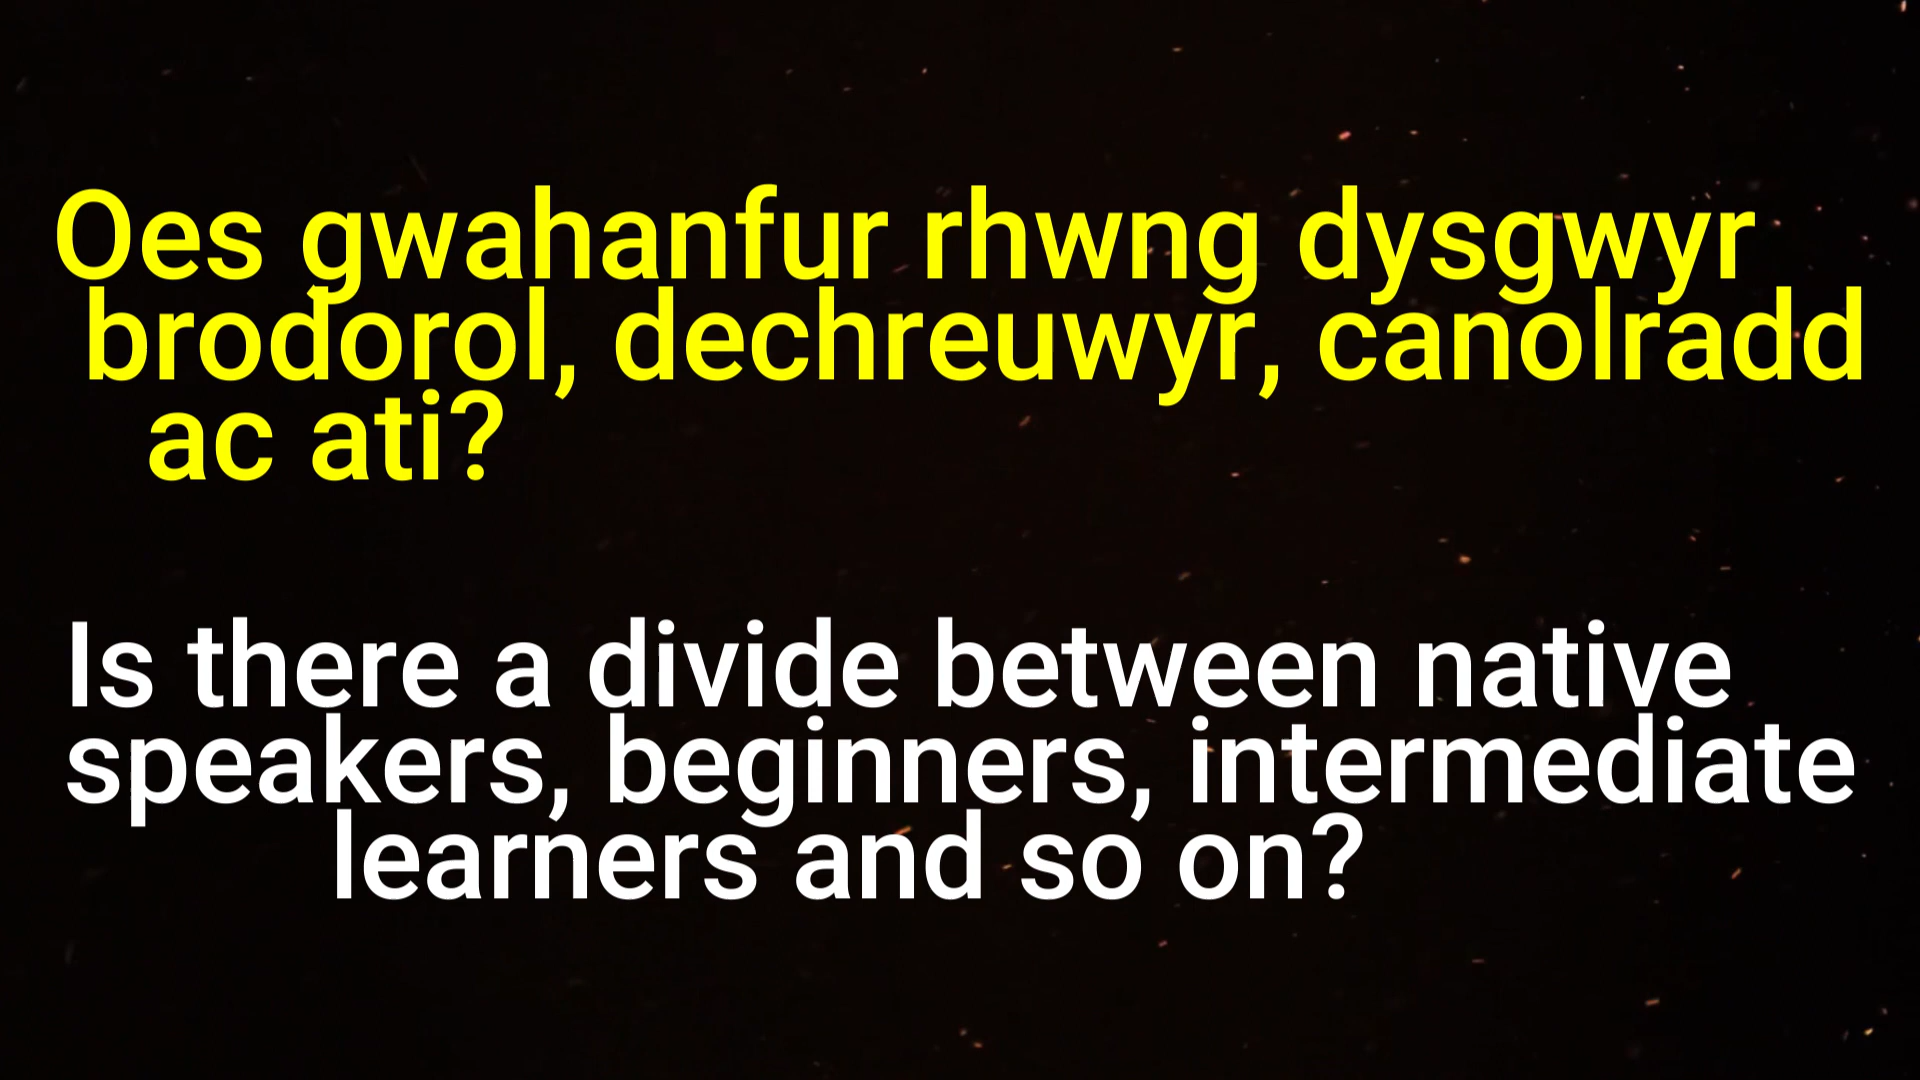 Oes gwahanfur rhwng dysgwyr
brodorol, dechreuwyr, canolradd
ac ati?
Is there a divide between native
speakers, beginners, intermediate
learners and so on?